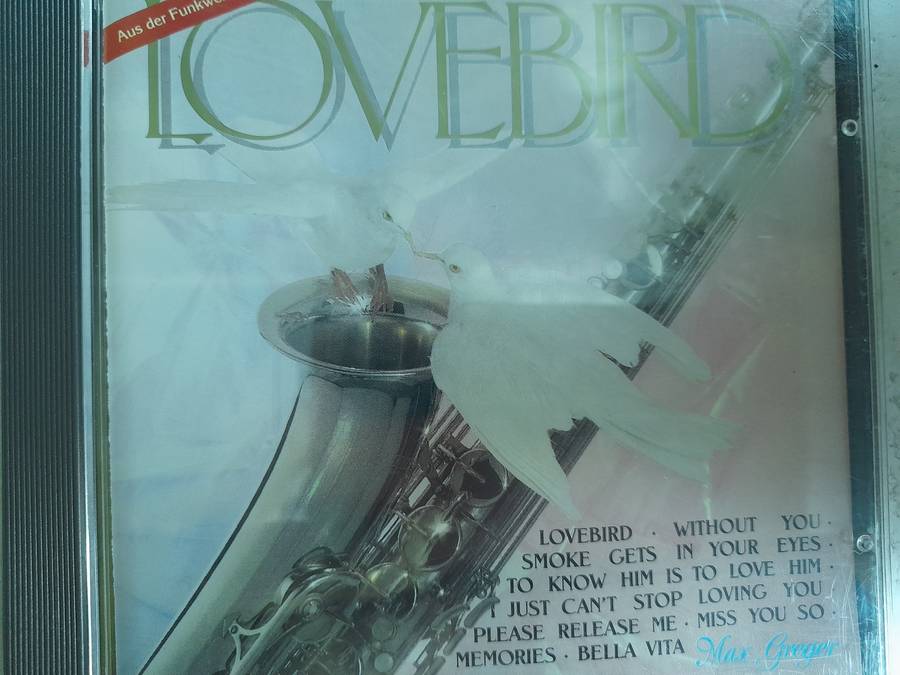 Aus der Funkwe
LOVEBIRD
LOVEBIRD · WITHOUT YOU ·
SMOKE GETS IN YOUR EYES ·
TO KNOW HIM IS TO LOVE HIM ·
I JUST CAN'T STOP LOVING YOU
PLEASE RELEASE ME · MISS YOU SO ·
MEMORIES · BELLA VITA Max Greger